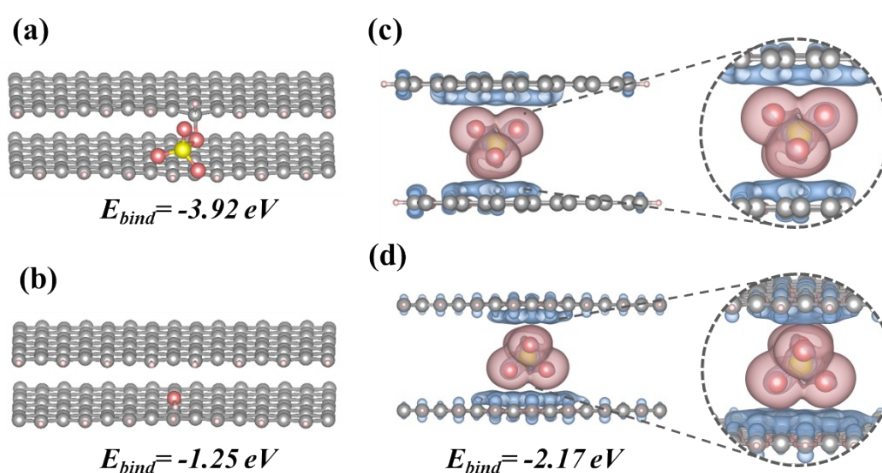 (a)
E_bind= -3.92 eV
(b)
E_bind= -1.25 eV
(c)
(d)
E_bind= -2.17 eV